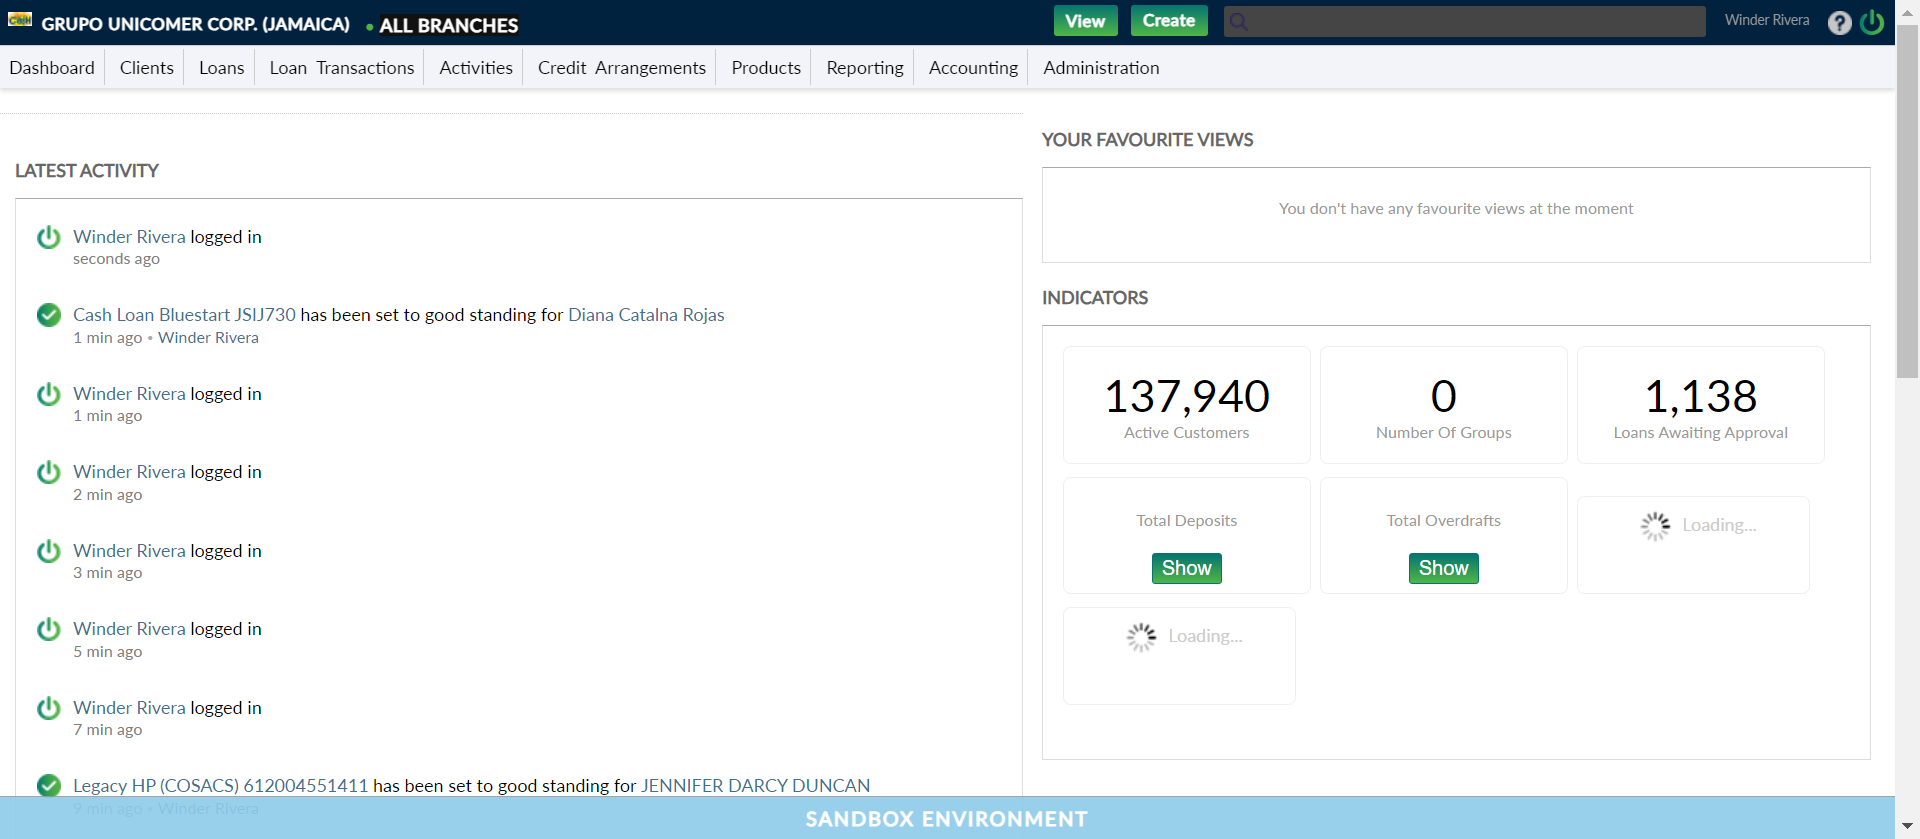 Cash GRUPO UNICOMER CORP. (JAMAICA) • ALL BRANCHES View Create Winder Rivera ?
Dashboard Clients Loans Loan Transactions Activities Credit Arrangements Products Reporting Accounting Administration
LATEST ACTIVITY
Winder Rivera logged in
seconds ago
Cash Loan Bluestart JSIJ730 has been set to good standing for Diana Catalna Rojas
1 min ago • Winder Rivera
Winder Rivera logged in
1 min ago
Winder Rivera logged in
2 min ago
Winder Rivera logged in
3 min ago
Winder Rivera logged in
5 min ago
Winder Rivera logged in
7 min ago
Legacy HP (COSACS) 612004551411 has been set to good standing for JENNIFER DARCY DUNCAN
9 min ago • Winder Rivera
YOUR FAVOURITE VIEWS
You don't have any favourite views at the moment
INDICATORS
137,940
Active Customers
0
Number Of Groups
1,138
Loans Awaiting Approval
Total Deposits
Show
Total Overdrafts
Show
Loading...
Loading...
SANDBOX ENVIRONMENT